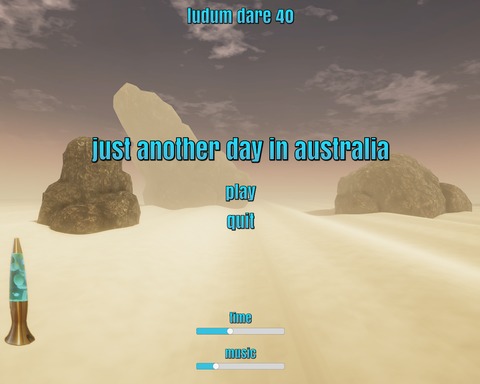 ludum dare 40
just another day in australia
play
quit
time
music